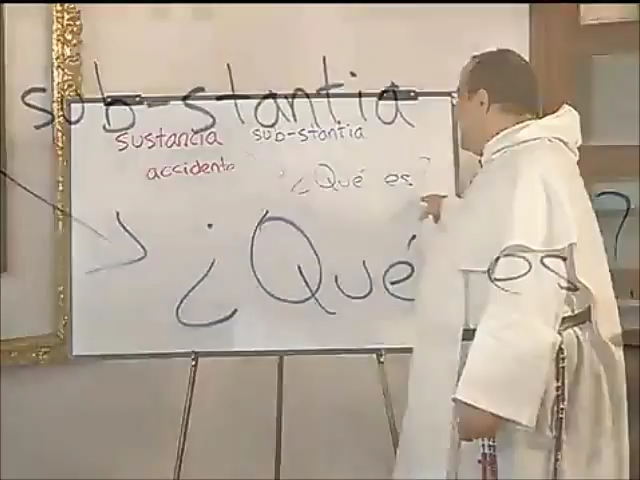 sub-stantia
sustancia sub-stantia
accidente
¿Qué es?
¿Qué es?